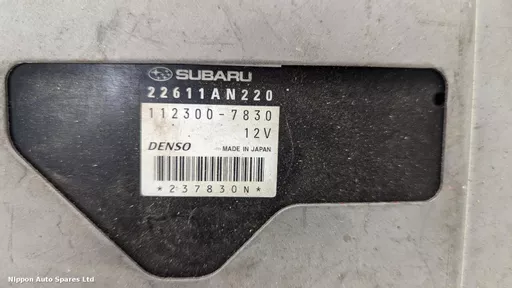 SUBARU
22611AN220
112300-7830
12V
DENSO MADE IN JAPAN
*237830N*
Nippon Auto Spares Ltd